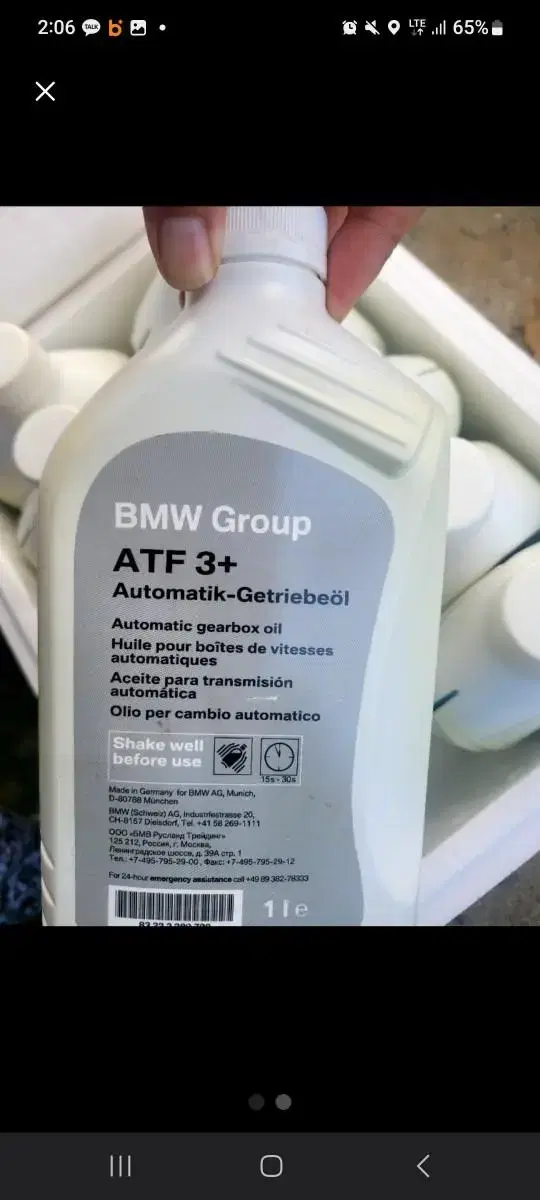 2:06
TALK
b
LTE
65%
BMW Group
ATF 3+
Automatik-Getriebeöl
Automatic gearbox oil
Huile pour boîtes de vitesses
automatiques
Aceite para transmisión
automática
Olio per cambio automatico
Shake well
before use
15s - 30s
Made in Germany for BMW AG, Munich,
D-80788 München
BMW (Schweiz) AG, Industriestrasse 20,
CH-8157 Dielsdorf, Tel. +41 58 269-1111
ООО «БМВ Русланд Трейдинг»
125 212, Россия, г. Москва,
Ленинградское шоссе, д. 39А стр. 1
Тел.: +7-495-795-29-00, Факс: +7-495-795-29-12
For 24-hour emergency assistance call +49 89 382-78333
1 l e